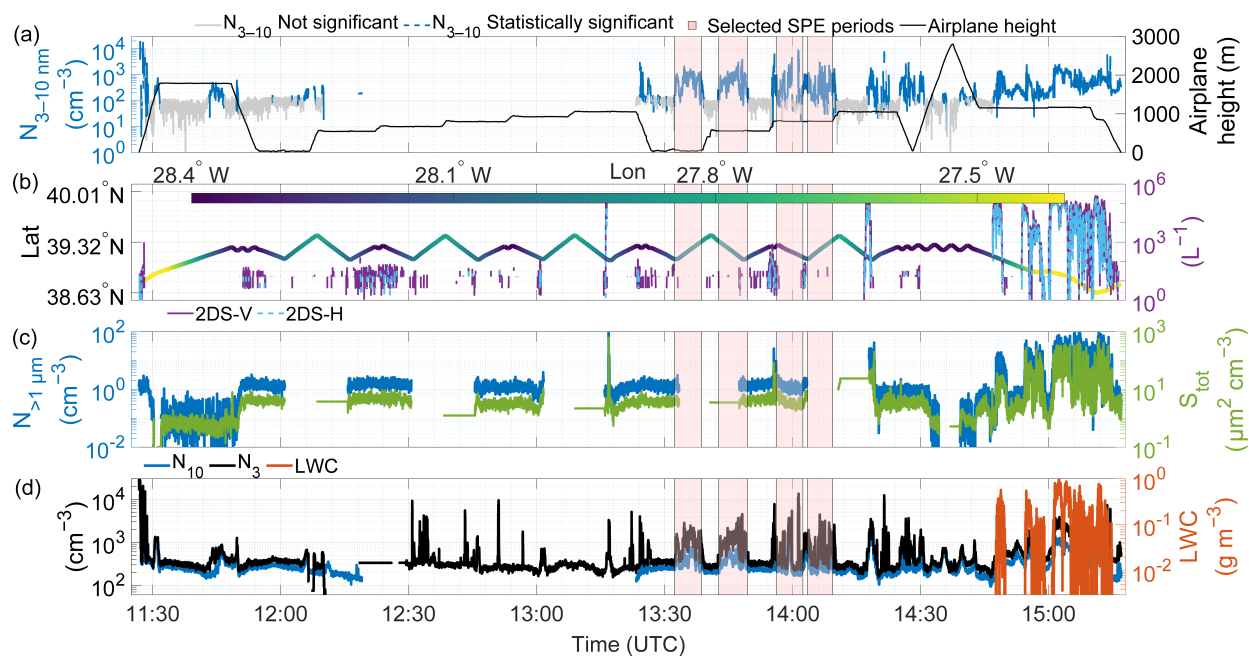 N3–10 Not significant N3–10 Statistically significant Selected SPE periods Airplane height
(a)
10^4
10^3
10^2
10^1
10^0
N3–10 nm
(cm−3)
3000
2000
1000
0
Airplane
height (m)
(b)
28.4° W 28.1° W Lon 27.8° W 27.5° W
40.01° N
39.32° N
38.63° N
Lat
10^6
10^3
10^0
(L−1)
2DS-V 2DS-H
(c)
10^2
10^0
10^-2
N>1 μm
(cm−3)
10^3
10^1
10^-1
Stot
(μm2 cm−3)
N10 N3 LWC
(d)
10^4
10^3
10^2
(cm−3)
10^0
10^-1
10^-2
LWC
(g m−3)
11:30 12:00 12:30 13:00 13:30 14:00 14:30 15:00
Time (UTC)